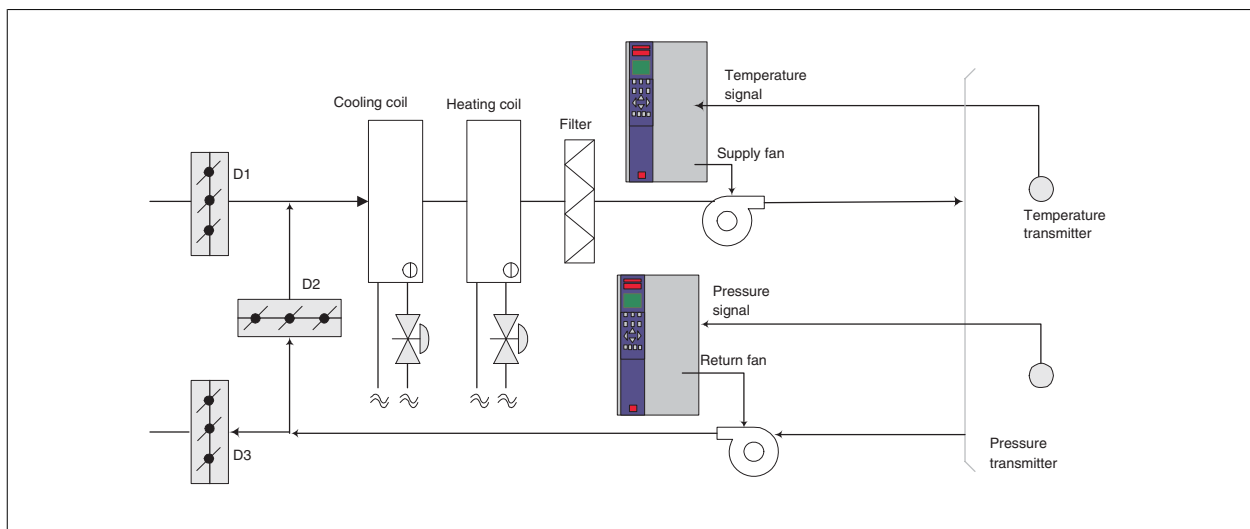 Cooling coil
Heating coil
Filter
Temperature
signal
Supply fan
D1
Temperature
transmitter
D2
Pressure
signal
Return fan
D3
Pressure
transmitter